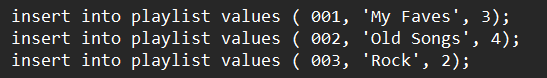 insert into playlist values ( 001, 'My Faves', 3);
insert into playlist values ( 002, 'Old Songs', 4);
insert into playlist values ( 003, 'Rock', 2);